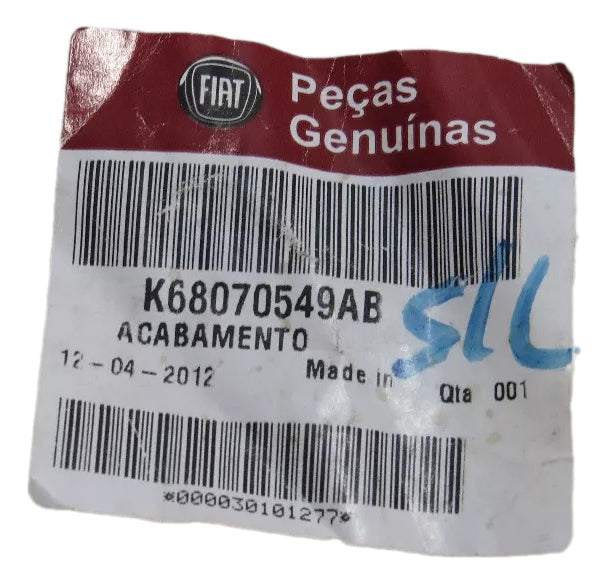 FIAT
Peças
Genuínas
K68070549AB
ACABAMENTO
12-04-2012 Made in Qta 001
*000030101277*